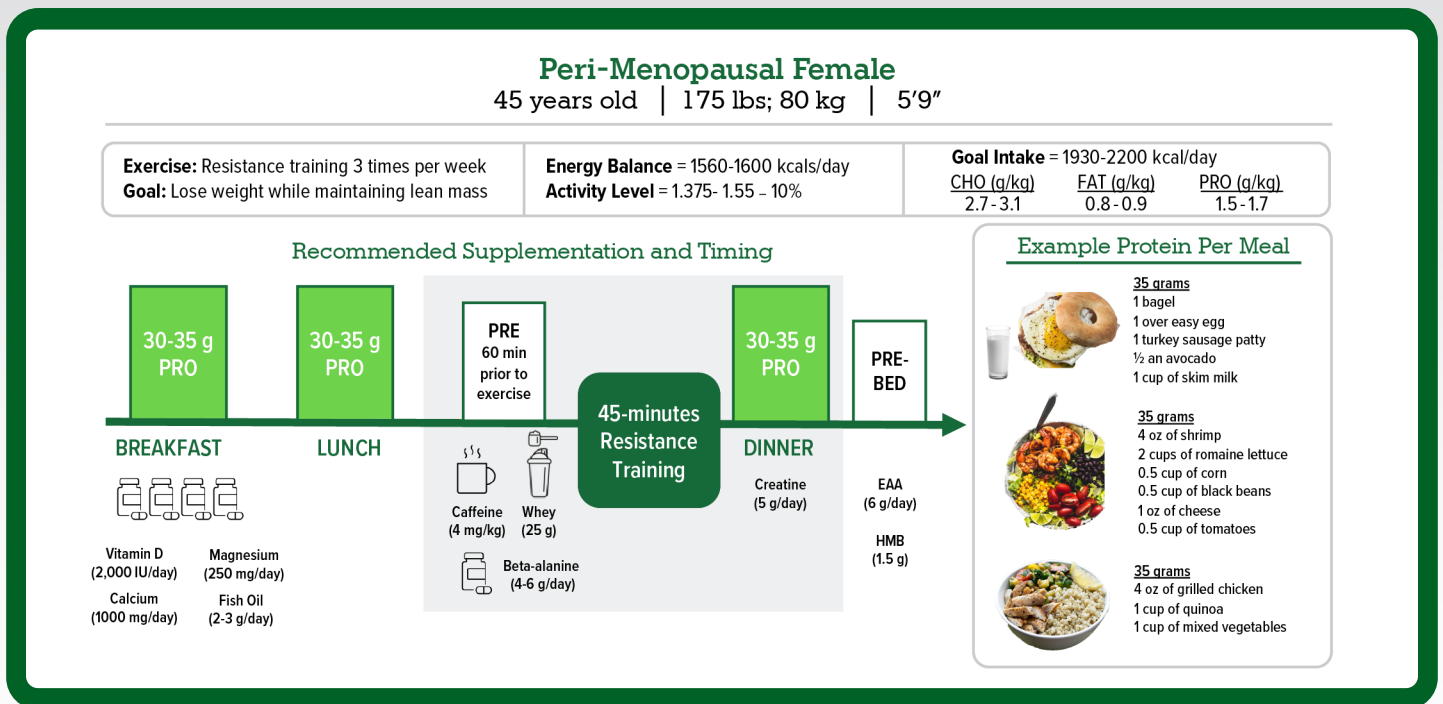 Peri-Menopausal Female
45 years old | 175 lbs; 80 kg | 5’9”
Exercise: Resistance training 3 times per week
Goal: Lose weight while maintaining lean mass
Energy Balance = 1560-1600 kcals/day
Activity Level = 1.375- 1.55 – 10%
Goal Intake = 1930-2200 kcal/day
CHO (g/kg) FAT (g/kg) PRO (g/kg)
2.7 - 3.1 0.8 - 0.9 1.5 - 1.7
Recommended Supplementation and Timing
30-35 g
PRO
BREAKFAST
Vitamin D
(2,000 IU/day)
Magnesium
(250 mg/day)
Calcium
(1000 mg/day)
Fish Oil
(2-3 g/day)
30-35 g
PRO
LUNCH
PRE
60 min
prior to
exercise
Caffeine
(4 mg/kg)
Whey
(25 g)
Beta-alanine
(4-6 g/day)
45-minutes
Resistance
Training
30-35 g
PRO
DINNER
Creatine
(5 g/day)
PRE-
BED
EAA
(6 g/day)
HMB
(1.5 g)
Example Protein Per Meal
35 grams
1 bagel
1 over easy egg
1 turkey sausage patty
½ an avocado
1 cup of skim milk
35 grams
4 oz of shrimp
2 cups of romaine lettuce
0.5 cup of corn
0.5 cup of black beans
1 oz of cheese
0.5 cup of tomatoes
35 grams
4 oz of grilled chicken
1 cup of quinoa
1 cup of mixed vegetables